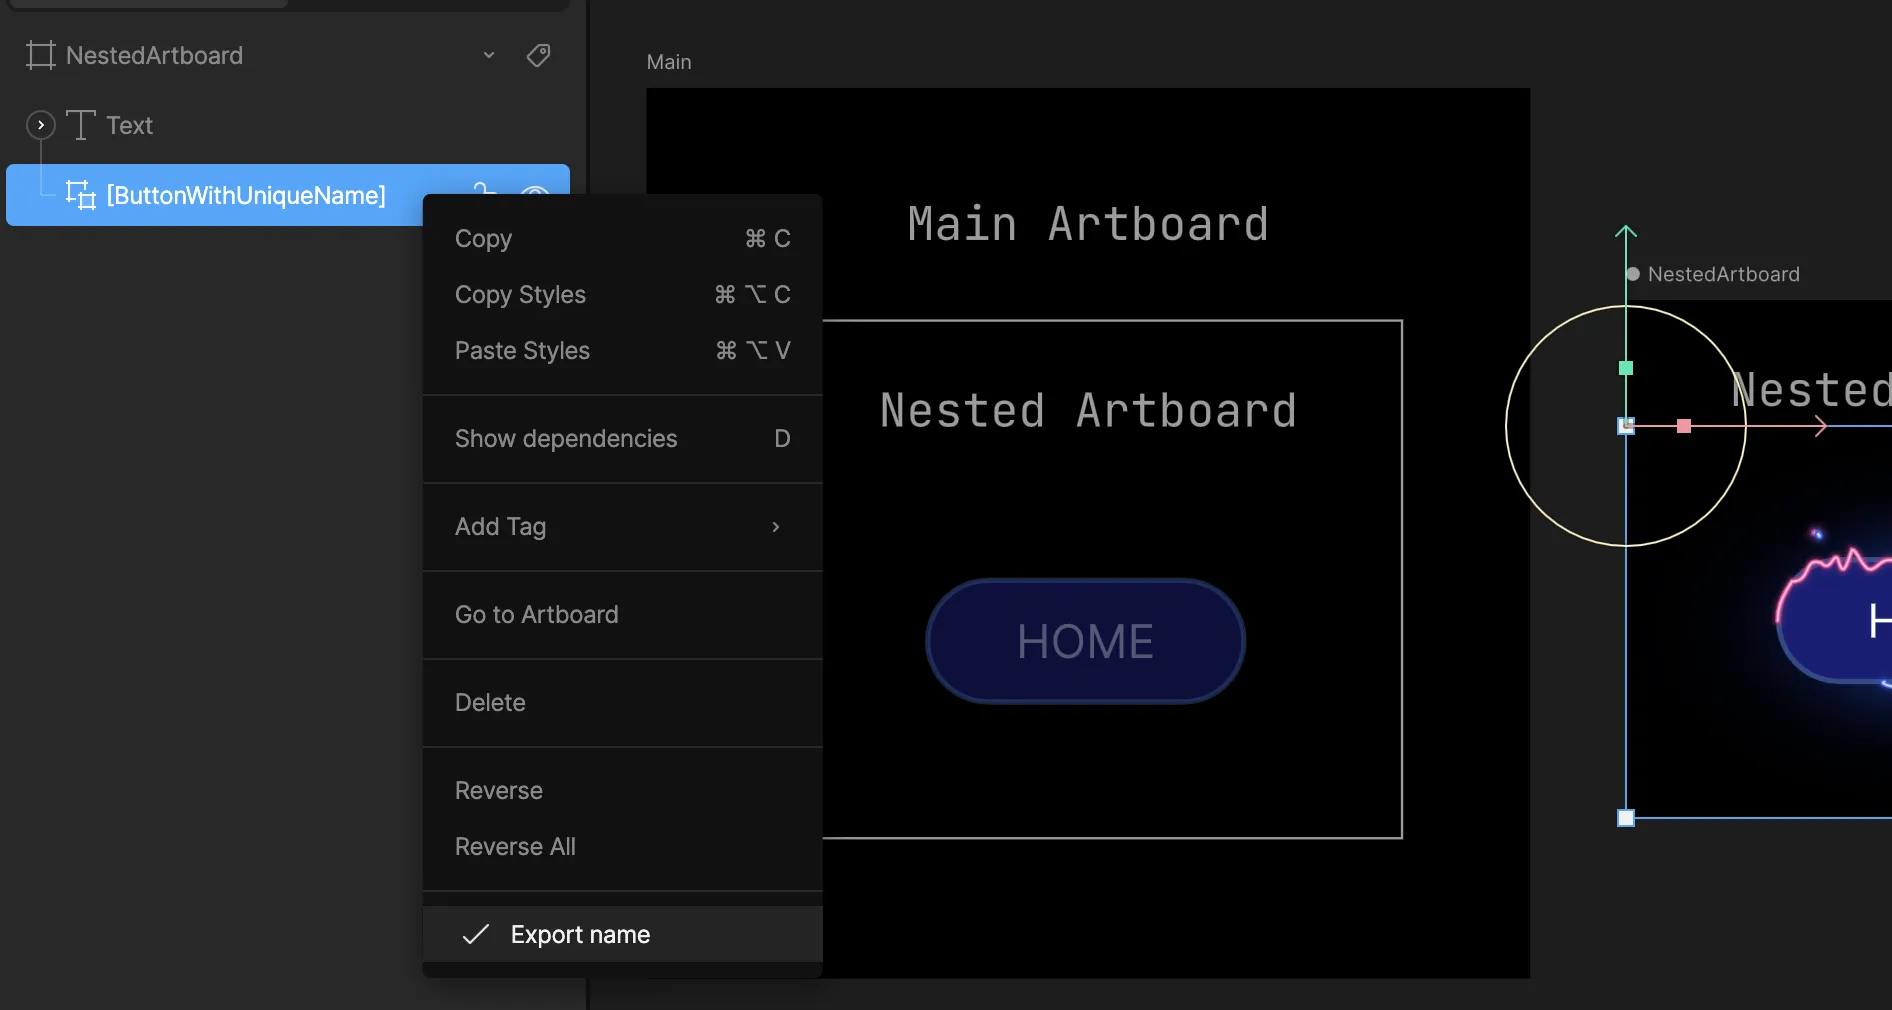 NestedArtboard
Text
[ButtonWithUniqueName]
Copy ⌘ C
Copy Styles ⌘ ⌥ C
Paste Styles ⌘ ⌥ V
Show dependencies D
Add Tag
Go to Artboard
Delete
Reverse
Reverse All
Export name
Main
Main Artboard
Nested Artboard
HOME
NestedArtboard
Nested
H